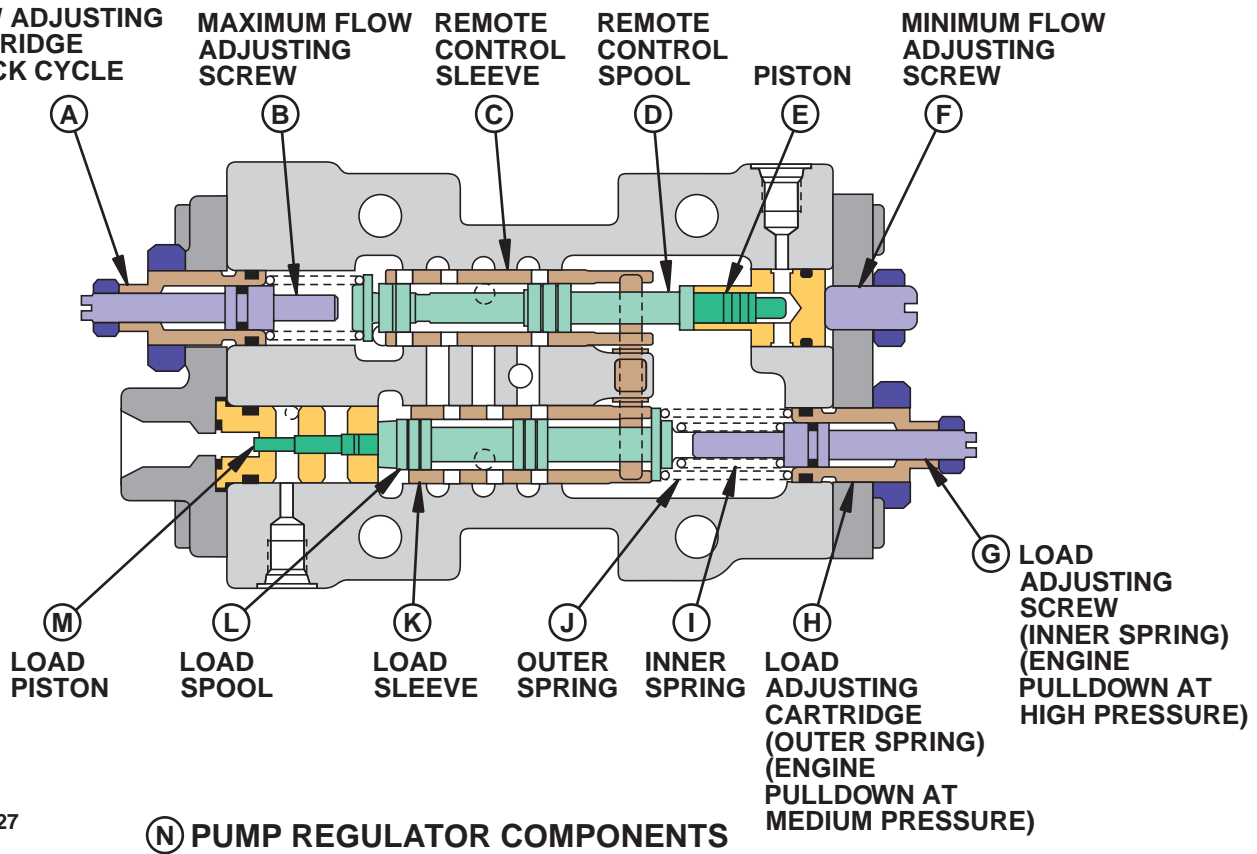 ADJUSTING
RIDGE
CK CYCLE
A
MAXIMUM FLOW
ADJUSTING
SCREW
B
REMOTE
CONTROL
SLEEVE
C
REMOTE
CONTROL
SPOOL
D
PISTON
E
MINIMUM FLOW
ADJUSTING
SCREW
F
G
LOAD
ADJUSTING
SCREW
(INNER SPRING)
(ENGINE
PULLDOWN AT
HIGH PRESSURE)
M
LOAD
PISTON
L
LOAD
SPOOL
K
LOAD
SLEEVE
J
OUTER
SPRING
I
INNER
SPRING
H
LOAD
ADJUSTING
CARTRIDGE
(OUTER SPRING)
(ENGINE
PULLDOWN AT
MEDIUM PRESSURE)
27
N PUMP REGULATOR COMPONENTS